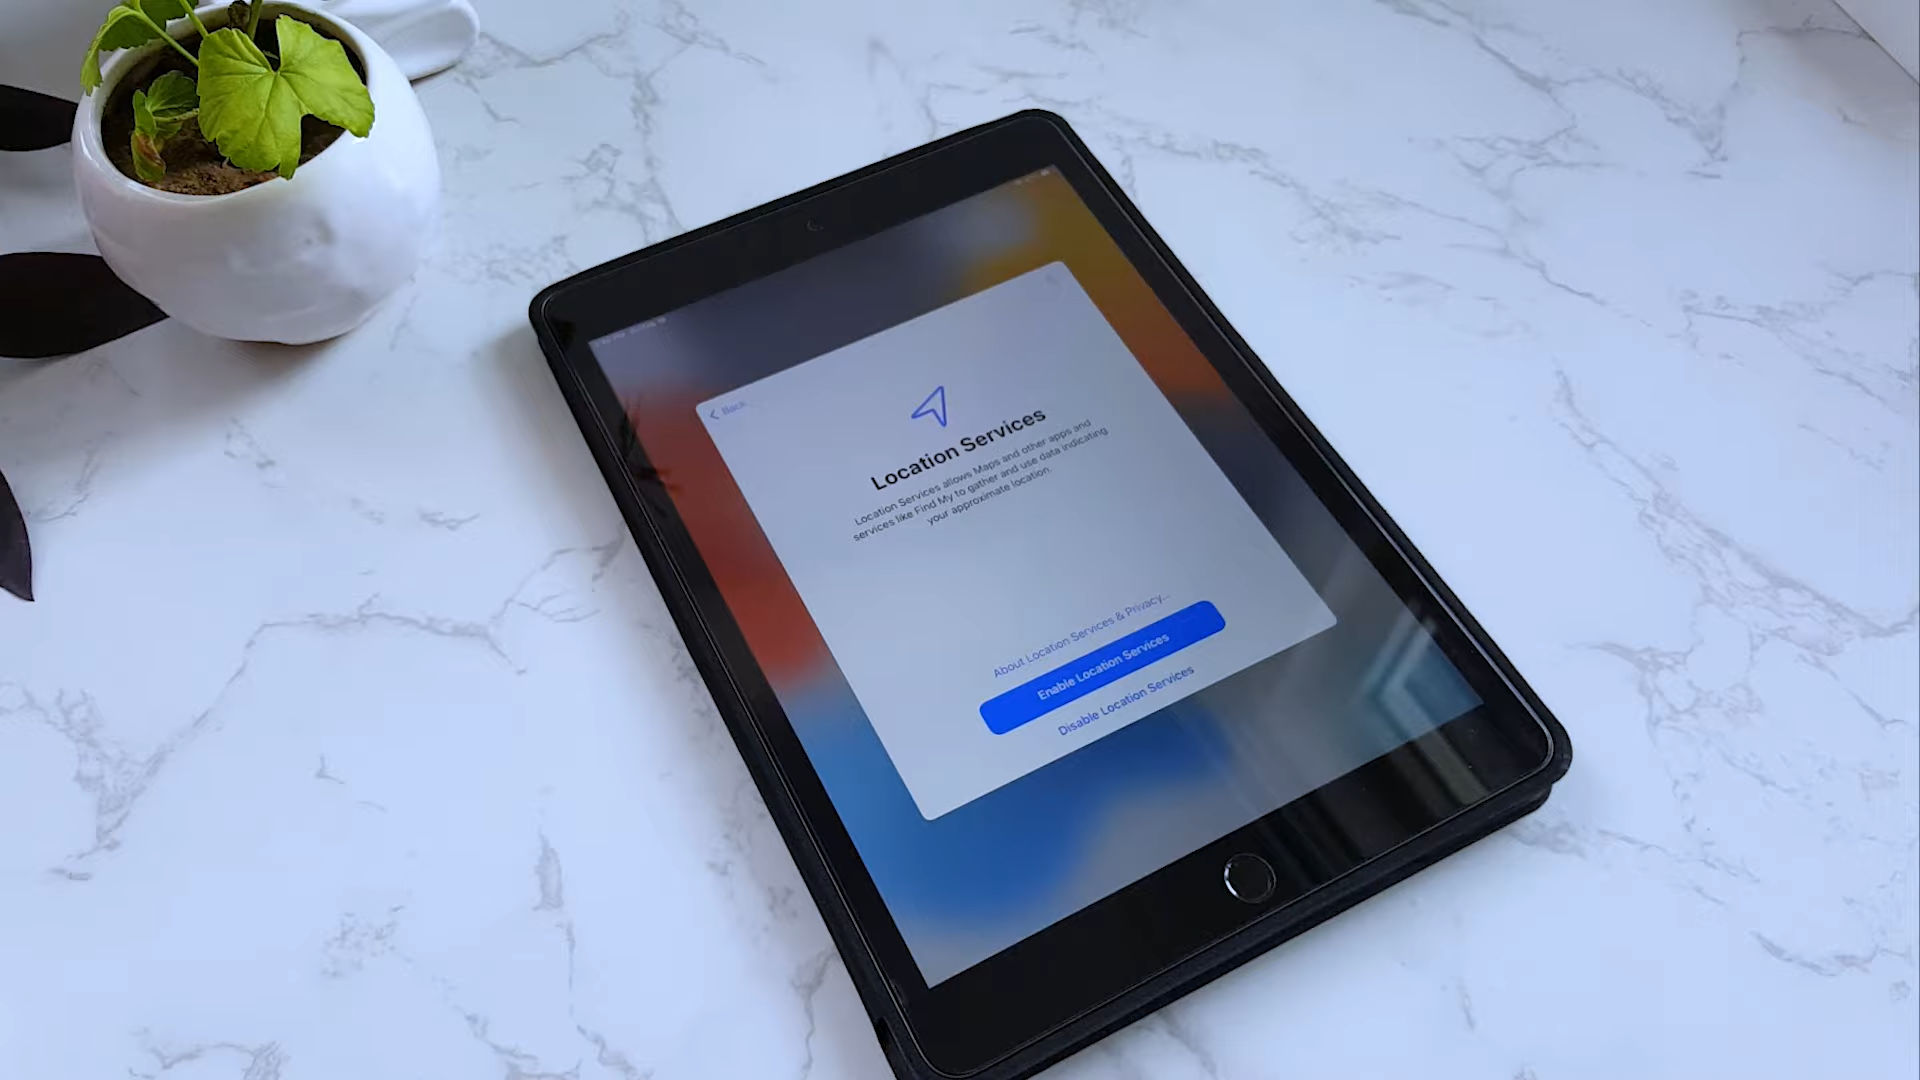 Back
Location Services
Location Services allows Maps and other apps and
services like Find My to gather and use data indicating
your approximate location.
About Location Services & Privacy...
Enable Location Services
Disable Location Services